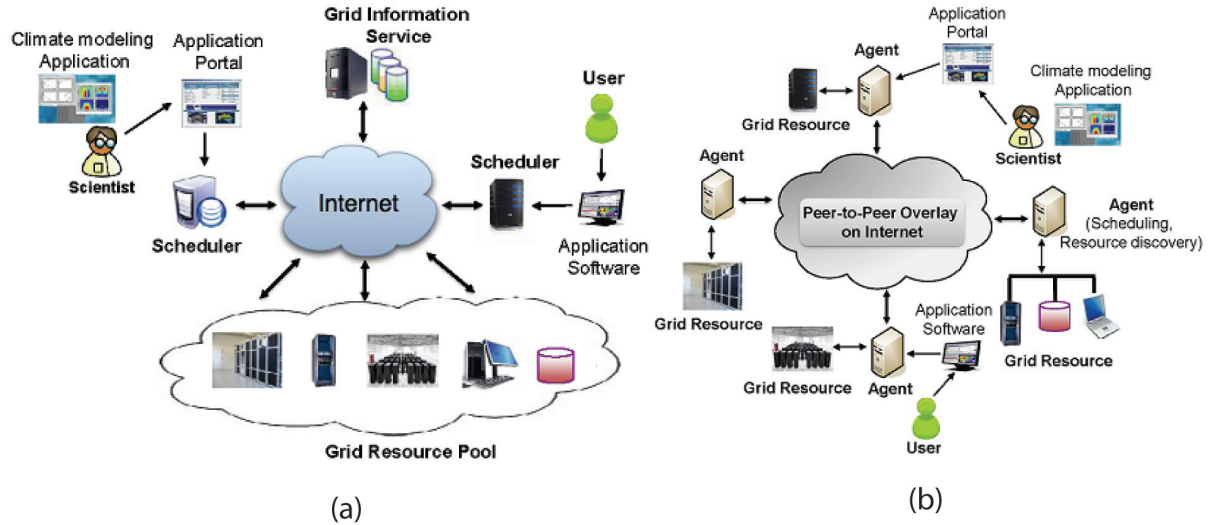 Climate modeling
Application
Application
Portal
Scientist
Scheduler
Grid Information
Service
Internet
User
Scheduler
Application
Software
Grid Resource Pool
(a)
Agent
Application
Portal
Climate modeling
Application
Scientist
Grid Resource
Agent
Grid Resource
Peer-to-Peer Overlay
on Internet
Agent
(Scheduling,
Resource discovery)
Grid Resource
Application
Software
Grid Resource
Agent
User
(b)